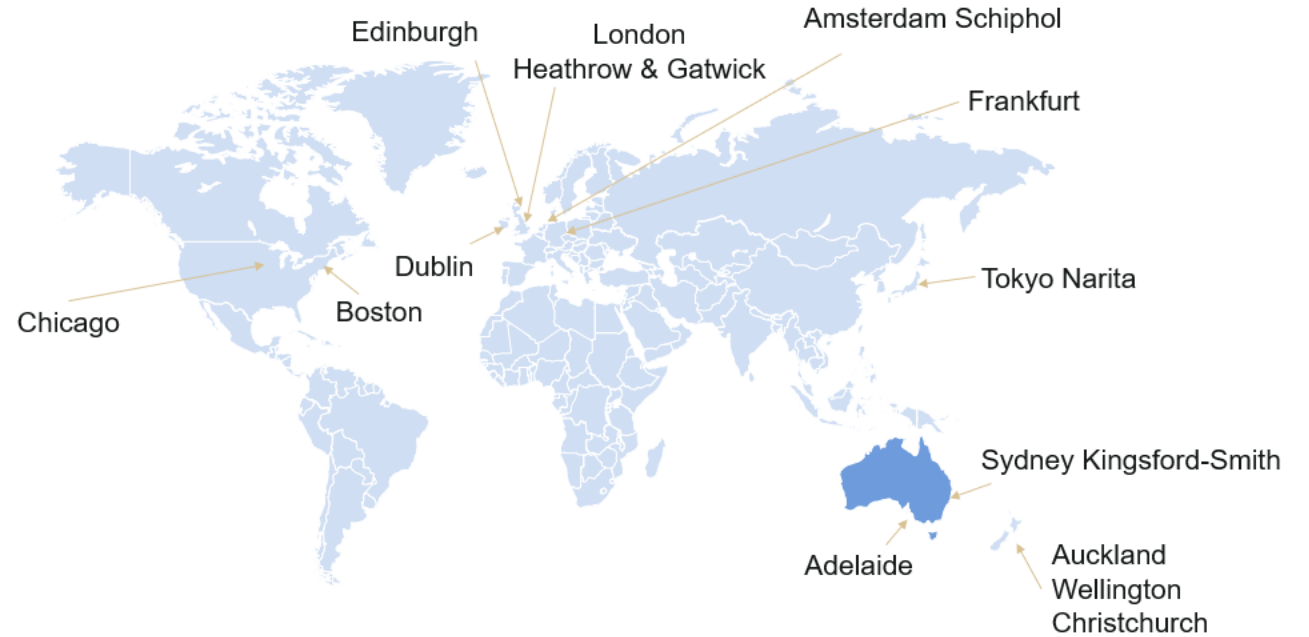 Edinburgh
London
Heathrow & Gatwick
Amsterdam Schiphol
Frankfurt
Dublin
Boston
Chicago
Tokyo Narita
Sydney Kingsford-Smith
Adelaide
Auckland
Wellington
Christchurch